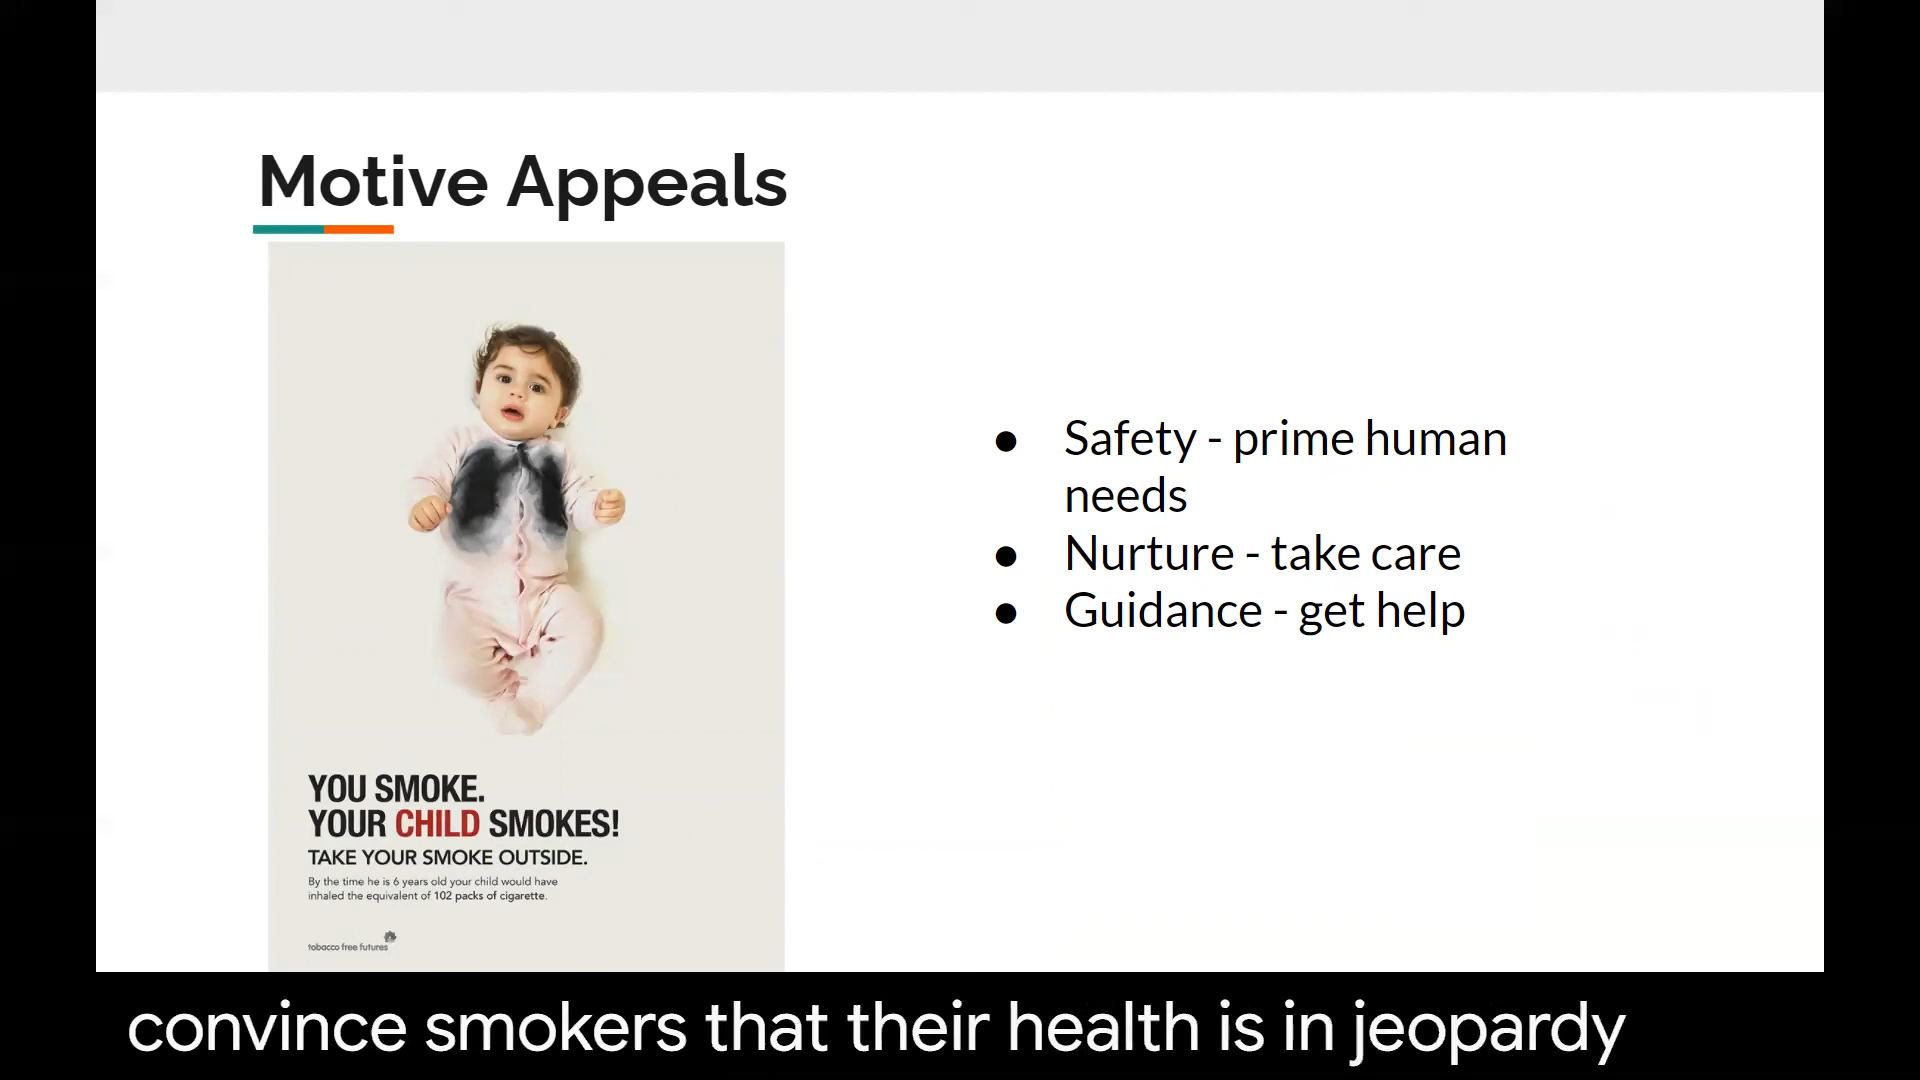 Motive Appeals
YOU SMOKE.
YOUR CHILD SMOKES!
TAKE YOUR SMOKE OUTSIDE.
By the time he is 6 years old your child would have
inhaled the equivalent of 102 packs of cigarette.
tobacco free futures
● Safety - prime human
needs
● Nurture - take care
● Guidance - get help
convince smokers that their health is in jeopardy